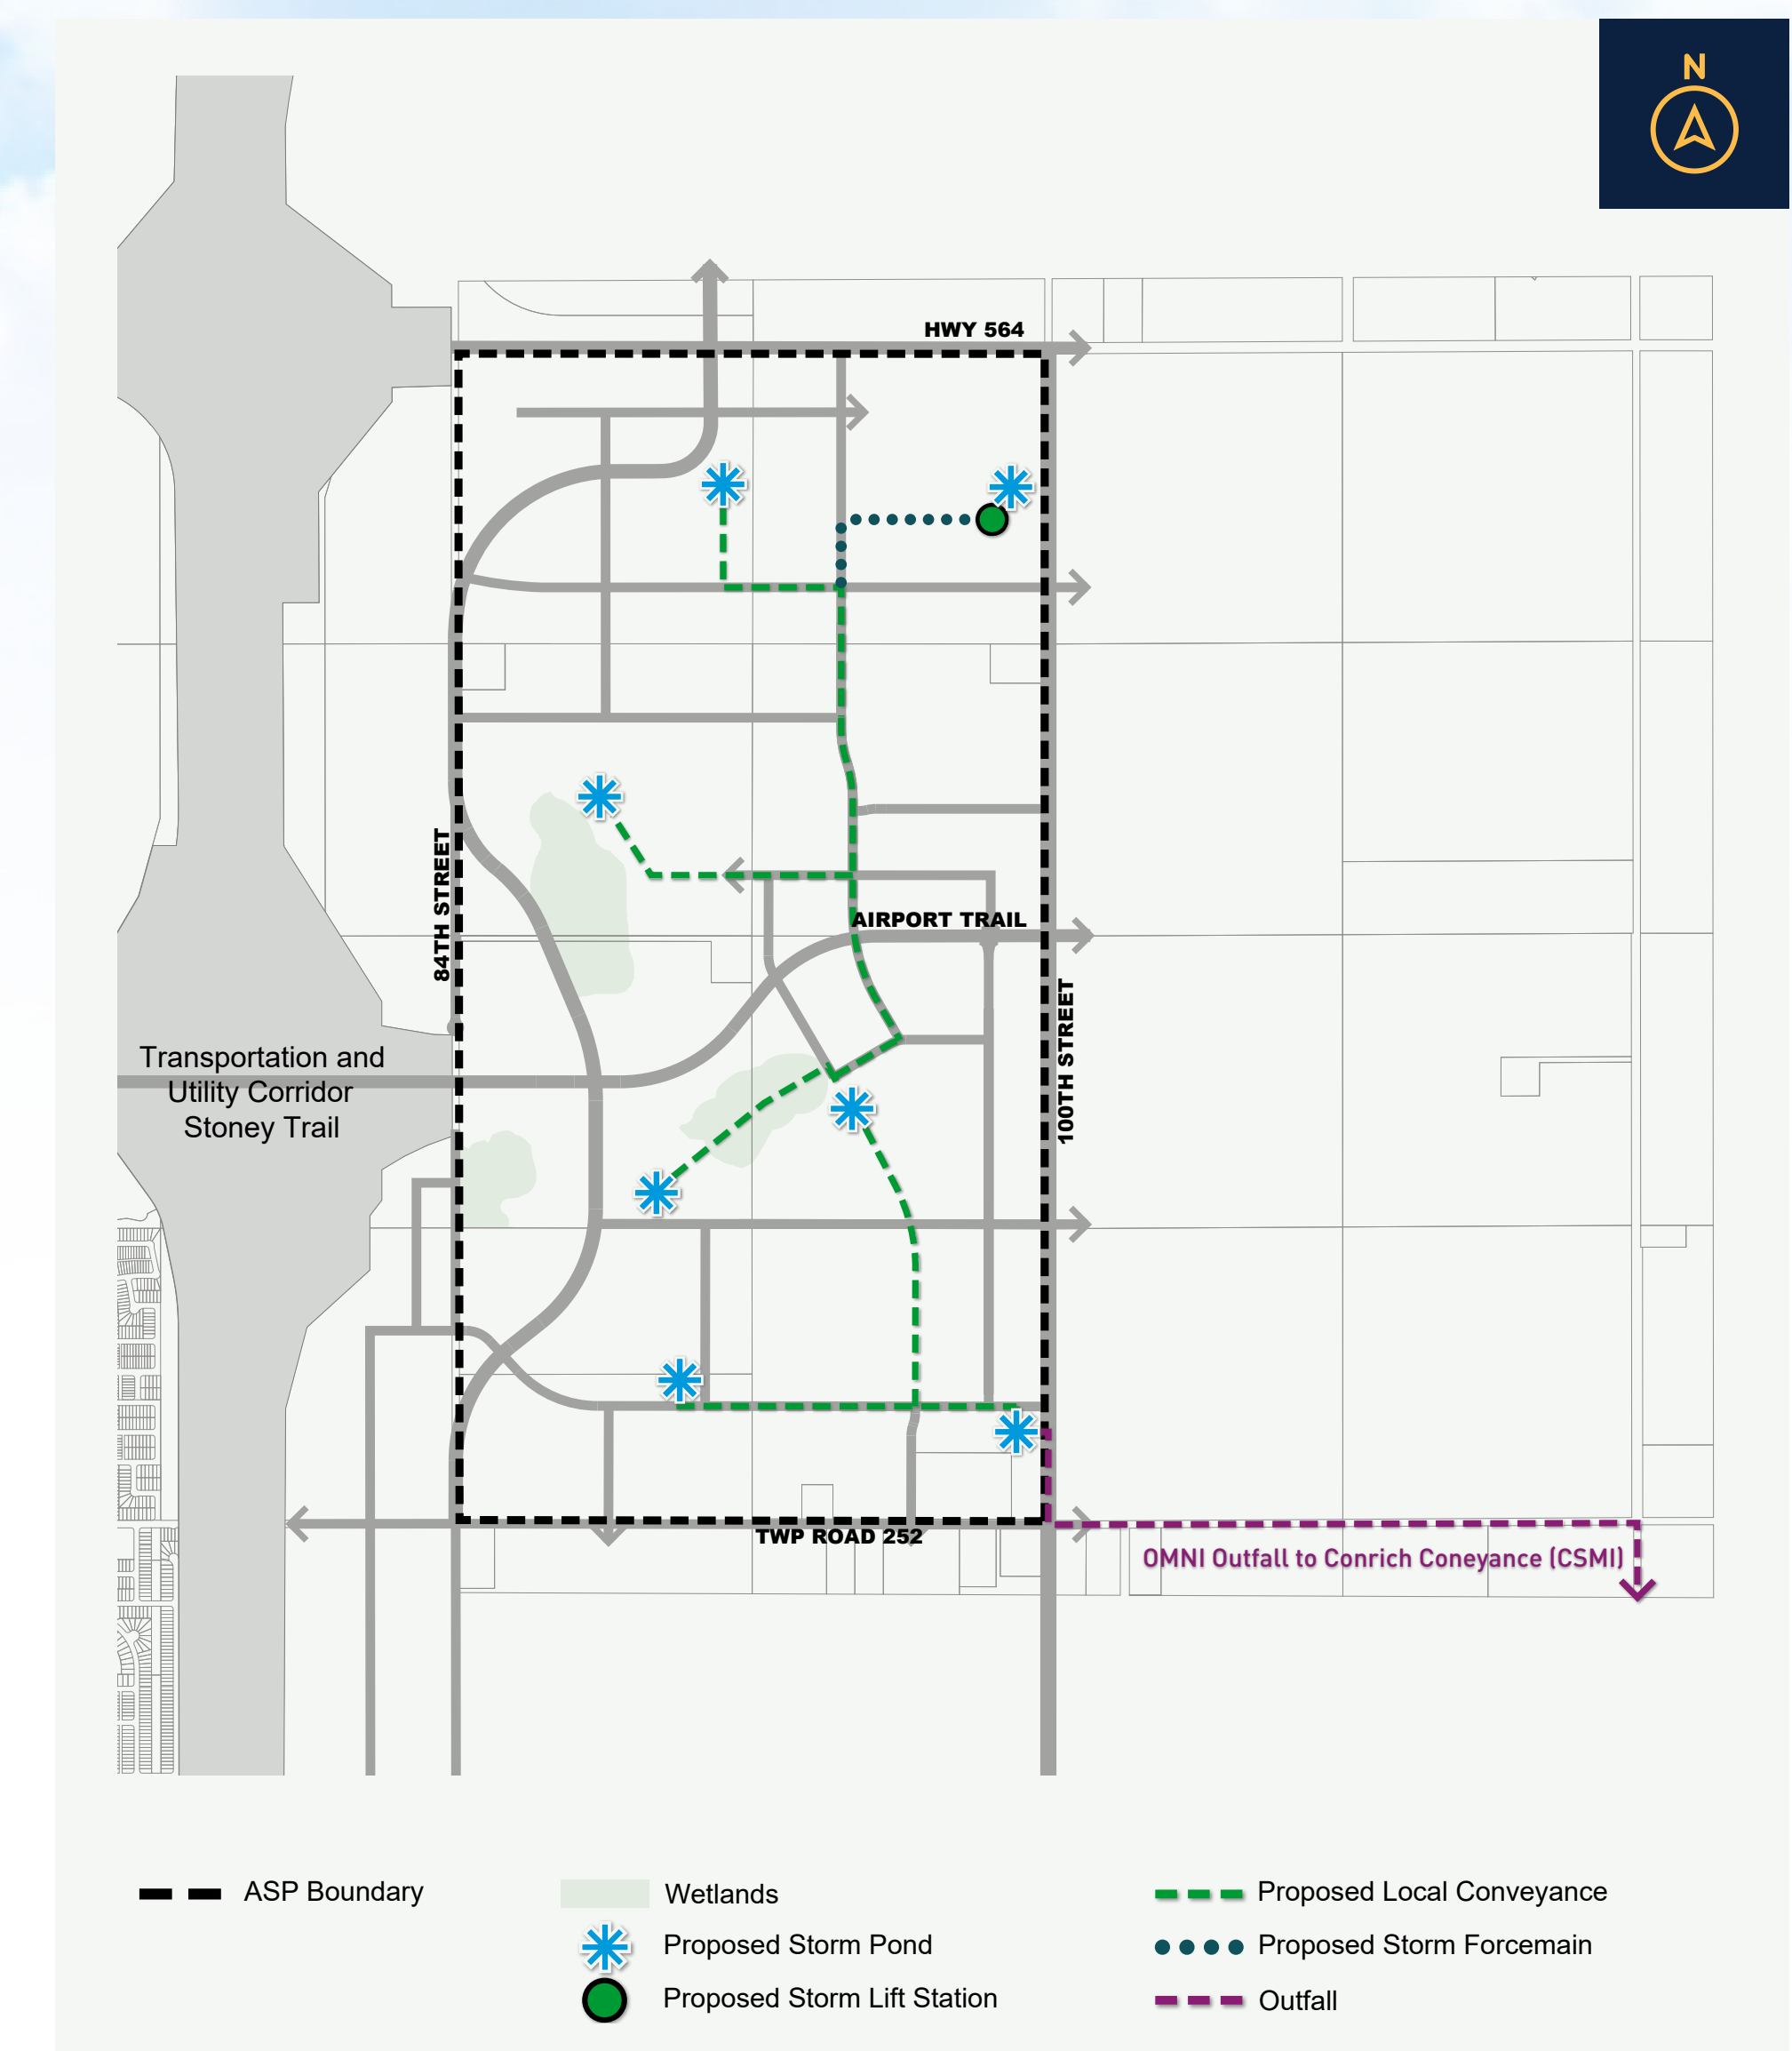 N
HWY 564
84TH STREET
AIRPORT TRAIL
100TH STREET
Transportation and
Utility Corridor
Stoney Trail
TWP ROAD 252
OMNI Outfall to Conrich Coneyance (CSMI)
ASP Boundary
Wetlands
Proposed Storm Pond
Proposed Storm Lift Station
Proposed Local Conveyance
Proposed Storm Forcemain
Outfall